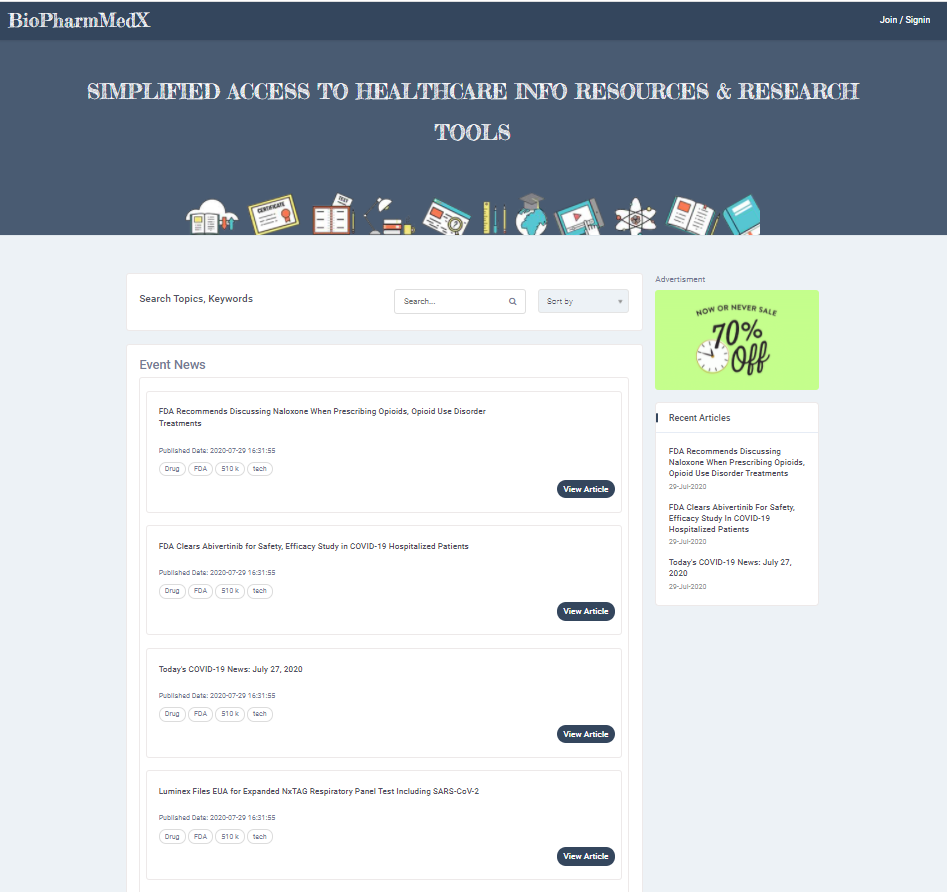 BioPharmMedX
Join / Signin
SIMPLIFIED ACCESS TO HEALTHCARE INFO RESOURCES & RESEARCH
TOOLS
CERTIFICATE
TEST
Search Topics, Keywords
Search...
Sort by
Event News
FDA Recommends Discussing Naloxone When Prescribing Opioids, Opioid Use Disorder
Treatments
Published Date: 2020-07-29 16:31:55
Drug FDA 510 k tech
View Article
FDA Clears Abivertinib for Safety, Efficacy Study in COVID-19 Hospitalized Patients
Published Date: 2020-07-29 16:31:55
Drug FDA 510 k tech
View Article
Today's COVID-19 News: July 27, 2020
Published Date: 2020-07-29 16:31:55
Drug FDA 510 k tech
View Article
Luminex Files EUA for Expanded NxTAG Respiratory Panel Test Including SARS-CoV-2
Published Date: 2020-07-29 16:31:55
Drug FDA 510 k tech
View Article
Advertisment
NOW OR NEVER SALE
70%
Off
Recent Articles
FDA Recommends Discussing
Naloxone When Prescribing Opioids,
Opioid Use Disorder Treatments
29-Jul-2020
FDA Clears Abivertinib For Safety,
Efficacy Study In COVID-19
Hospitalized Patients
29-Jul-2020
Today's COVID-19 News: July 27,
2020
29-Jul-2020